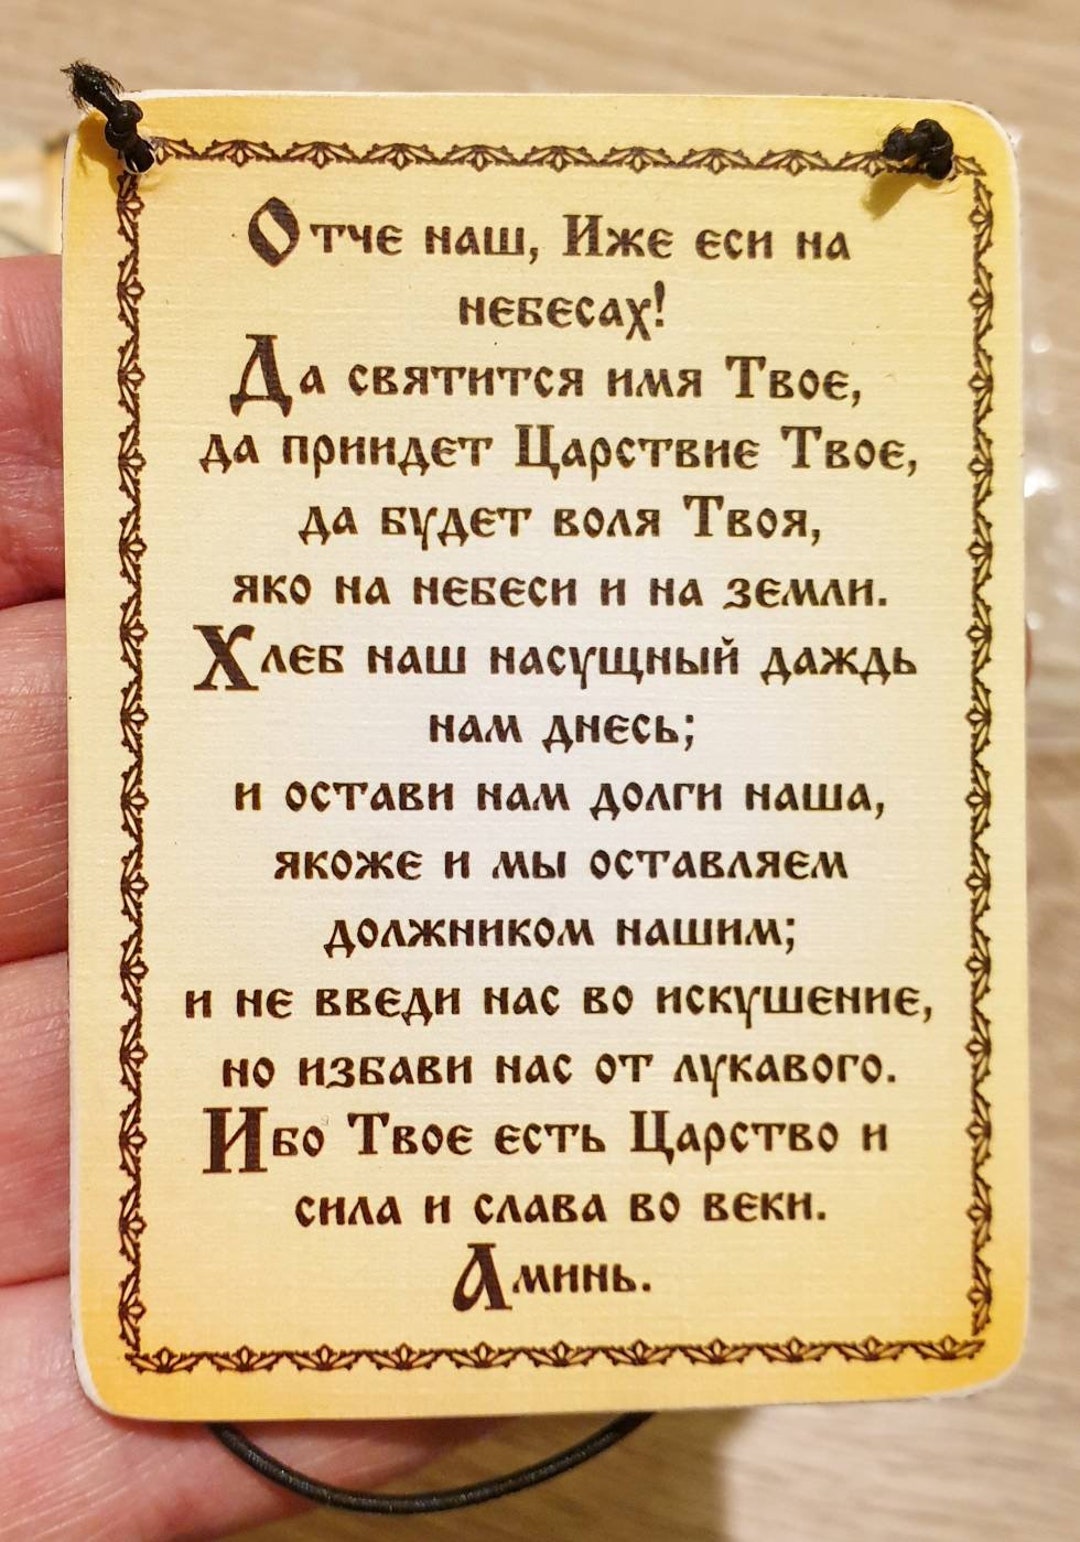 Отче наш, Иже еси на
небесах!
Да святится имя Твое,
да приидет Царствие Твое,
да будет воля Твоя,
яко на небеси и на земли.
Хлеб наш насущный даждь
нам днесь;
и остави нам долги наша,
якоже и мы оставляем
должником нашим;
и не введи нас во искушение,
но избави нас от лукавого.
Ибо Твое есть Царство и
сила и слава во веки.
Аминь.